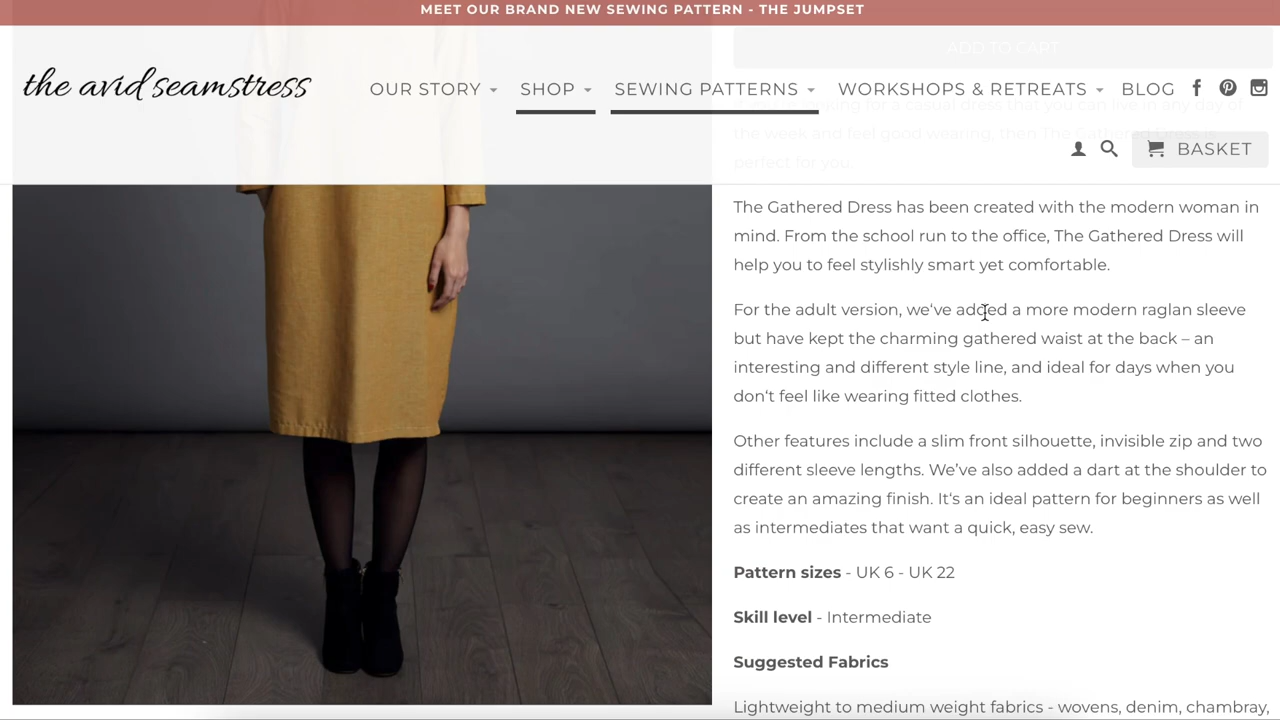 MEET OUR BRAND NEW SEWING PATTERN - THE JUMPSET
ADD TO CART
the avid seamstress
OUR STORY
SHOP
SEWING PATTERNS
WORKSHOPS & RETREATS
BLOG
looking for a casual dress that you can live in any day of
the week and feel good wearing, then The Gathered Dress is
perfect for you.
BASKET
The Gathered Dress has been created with the modern woman in
mind. From the school run to the office, The Gathered Dress will
help you to feel stylishly smart yet comfortable.
For the adult version, we‘ve added a more modern raglan sleeve
but have kept the charming gathered waist at the back – an
interesting and different style line, and ideal for days when you
don‘t feel like wearing fitted clothes.
Other features include a slim front silhouette, invisible zip and two
different sleeve lengths. We’ve also added a dart at the shoulder to
create an amazing finish. It‘s an ideal pattern for beginners as well
as intermediates that want a quick, easy sew.
Pattern sizes - UK 6 - UK 22
Skill level - Intermediate
Suggested Fabrics
Lightweight to medium weight fabrics - wovens, denim, chambray,